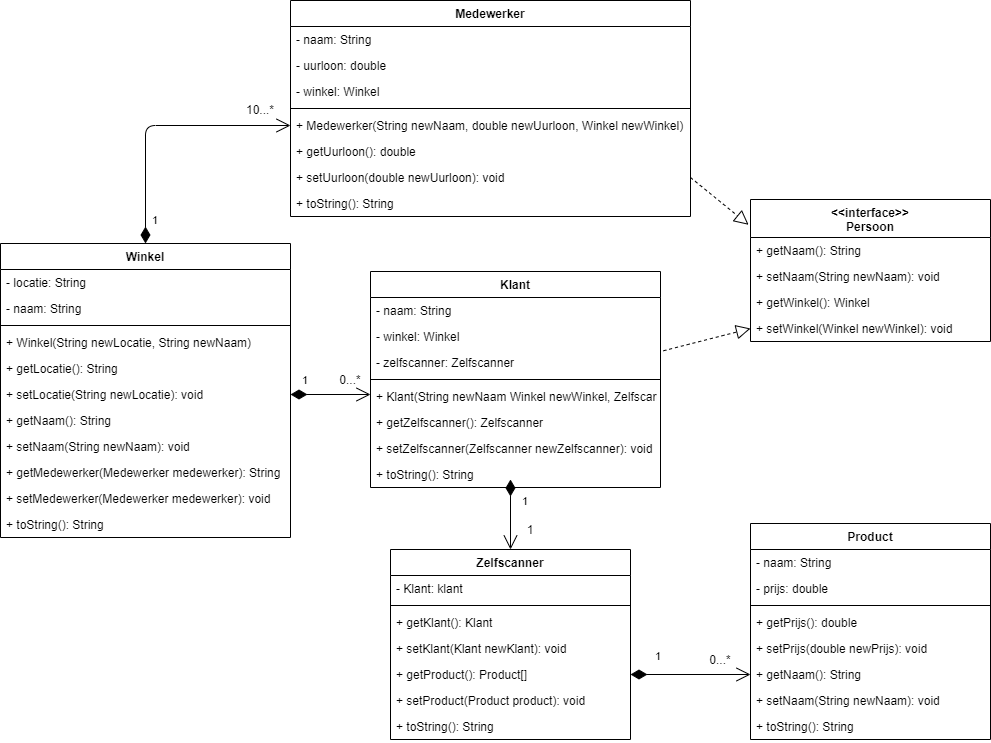 Medewerker
- naam: String
- uurloon: double
- winkel: Winkel
+ Medewerker(String newNaam, double newUurloon, Winkel newWinkel)
+ getUurloon(): double
+ setUurloon(double newUurloon): void
+ toString(): String
10...*
1
<<interface>>
Persoon
+ getNaam(): String
+ setNaam(String newNaam): void
+ getWinkel(): Winkel
+ setWinkel(Winkel newWinkel): void
Winkel
- locatie: String
- naam: String
+ Winkel(String newLocatie, String newNaam)
+ getLocatie(): String
+ setLocatie(String newLocatie): void
+ getNaam(): String
+ setNaam(String newNaam): void
+ getMedewerker(Medewerker medewerker): String
+ setMedewerker(Medewerker medewerker): void
+ toString(): String
1
0...*
Klant
- naam: String
- winkel: Winkel
- zelfscanner: Zelfscanner
+ Klant(String newNaam Winkel newWinkel, Zelfscar
+ getZelfscanner(): Zelfscanner
+ setZelfscanner(Zelfscanner newZelfscanner): void
+ toString(): String
1
1
Zelfscanner
- Klant: klant
+ getKlant(): Klant
+ setKlant(Klant newKlant): void
+ getProduct(): Product[]
+ setProduct(Product product): void
+ toString(): String
1
0...*
Product
- naam: String
- prijs: double
+ getPrijs(): double
+ setPrijs(double newPrijs): void
+ getNaam(): String
+ setNaam(String newNaam): void
+ toString(): String